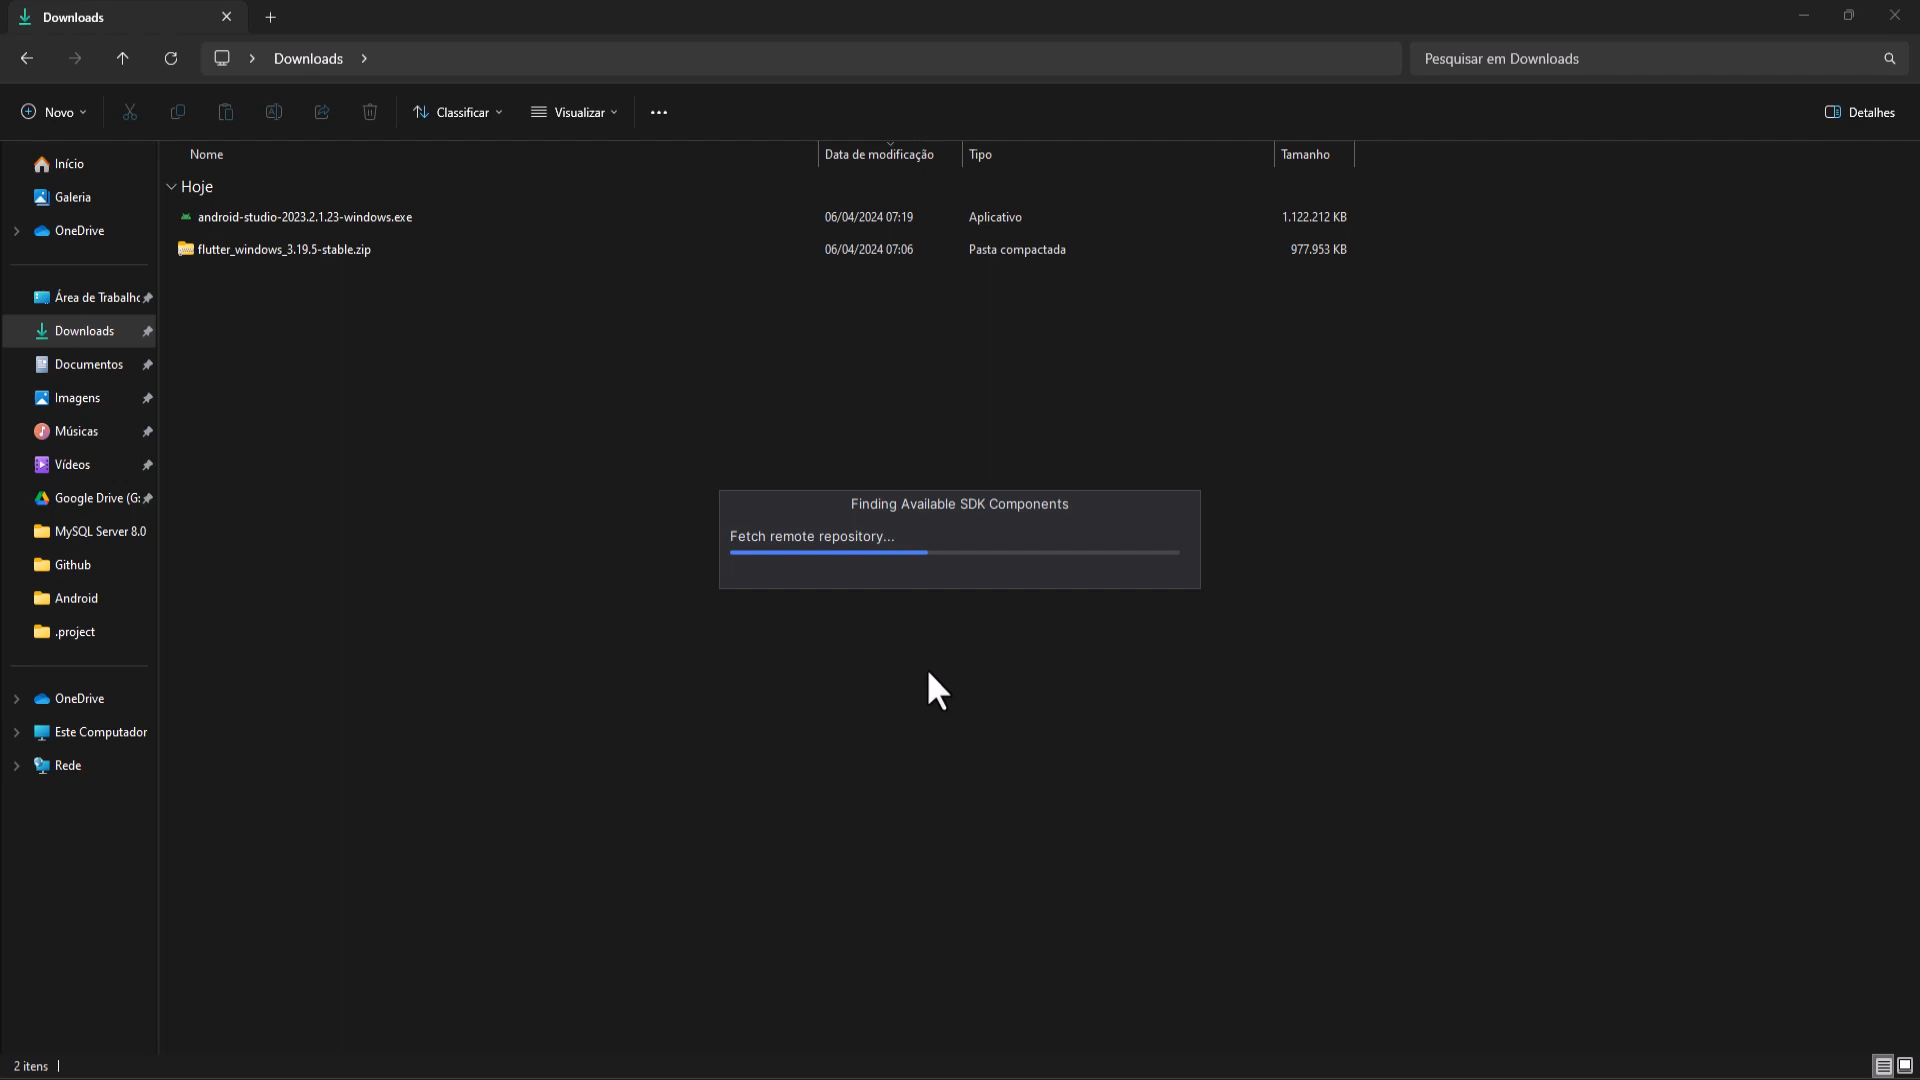 Downloads
Downloads
Pesquisar em Downloads
Novo
Classificar
Visualizar
Detalhes
Nome
Data de modificação
Tipo
Tamanho
Início
Galeria
OneDrive
Área de Trabalho
Downloads
Documentos
Imagens
Músicas
Vídeos
Google Drive (G:
MySQL Server 8.0
Github
Android
.project
OneDrive
Este Computador
Rede
Hoje
android-studio-2023.2.1.23-windows.exe 06/04/2024 07:19 Aplicativo 1.122.212 KB
flutter_windows_3.19.5-stable.zip 06/04/2024 07:06 Pasta compactada 977.953 KB
Finding Available SDK Components
Fetch remote repository...
2 itens